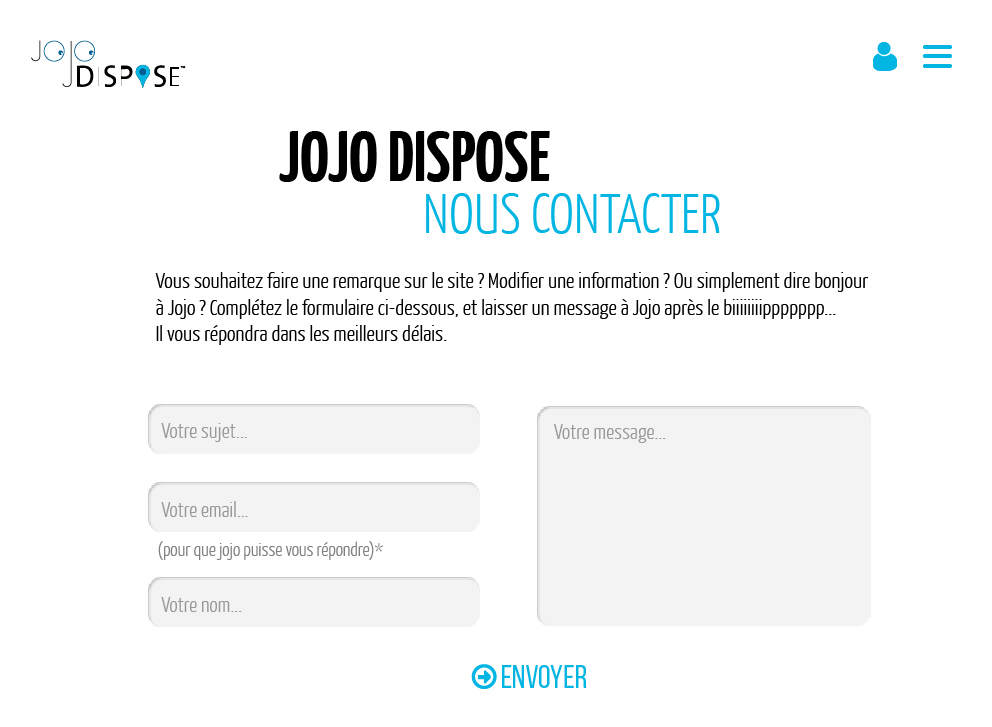 JOJO
DISPOSE™
JOJO DISPOSE
NOUS CONTACTER
Vous souhaitez faire une remarque sur le site ? Modifier une information ? Ou simplement dire bonjour
à Jojo ? Complétez le formulaire ci-dessous, et laisser un message à Jojo après le biiiiiiiippppppp...
Il vous répondra dans les meilleurs délais.
Votre sujet...
Votre message...
Votre email...
(pour que jojo puisse vous répondre)*
Votre nom...
ENVOYER